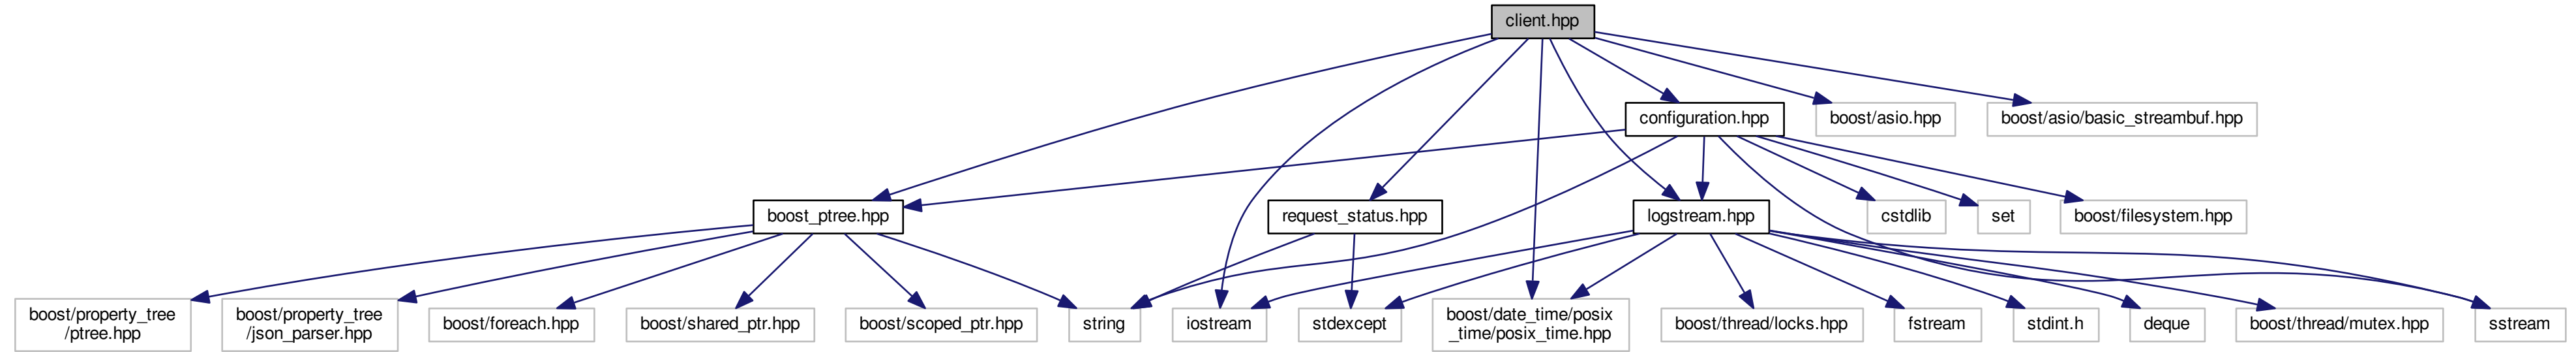 client.hpp
configuration.hpp
boost/asio.hpp
boost/asio/basic_streambuf.hpp
boost_ptree.hpp
request_status.hpp
logstream.hpp
cstdlib
set
boost/filesystem.hpp
boost/property_tree
/ptree.hpp
boost/property_tree
/json_parser.hpp
boost/foreach.hpp
boost/shared_ptr.hpp
boost/scoped_ptr.hpp
string
iostream
stdexcept
boost/date_time/posix
_time/posix_time.hpp
boost/thread/locks.hpp
fstream
stdint.h
deque
boost/thread/mutex.hpp
sstream